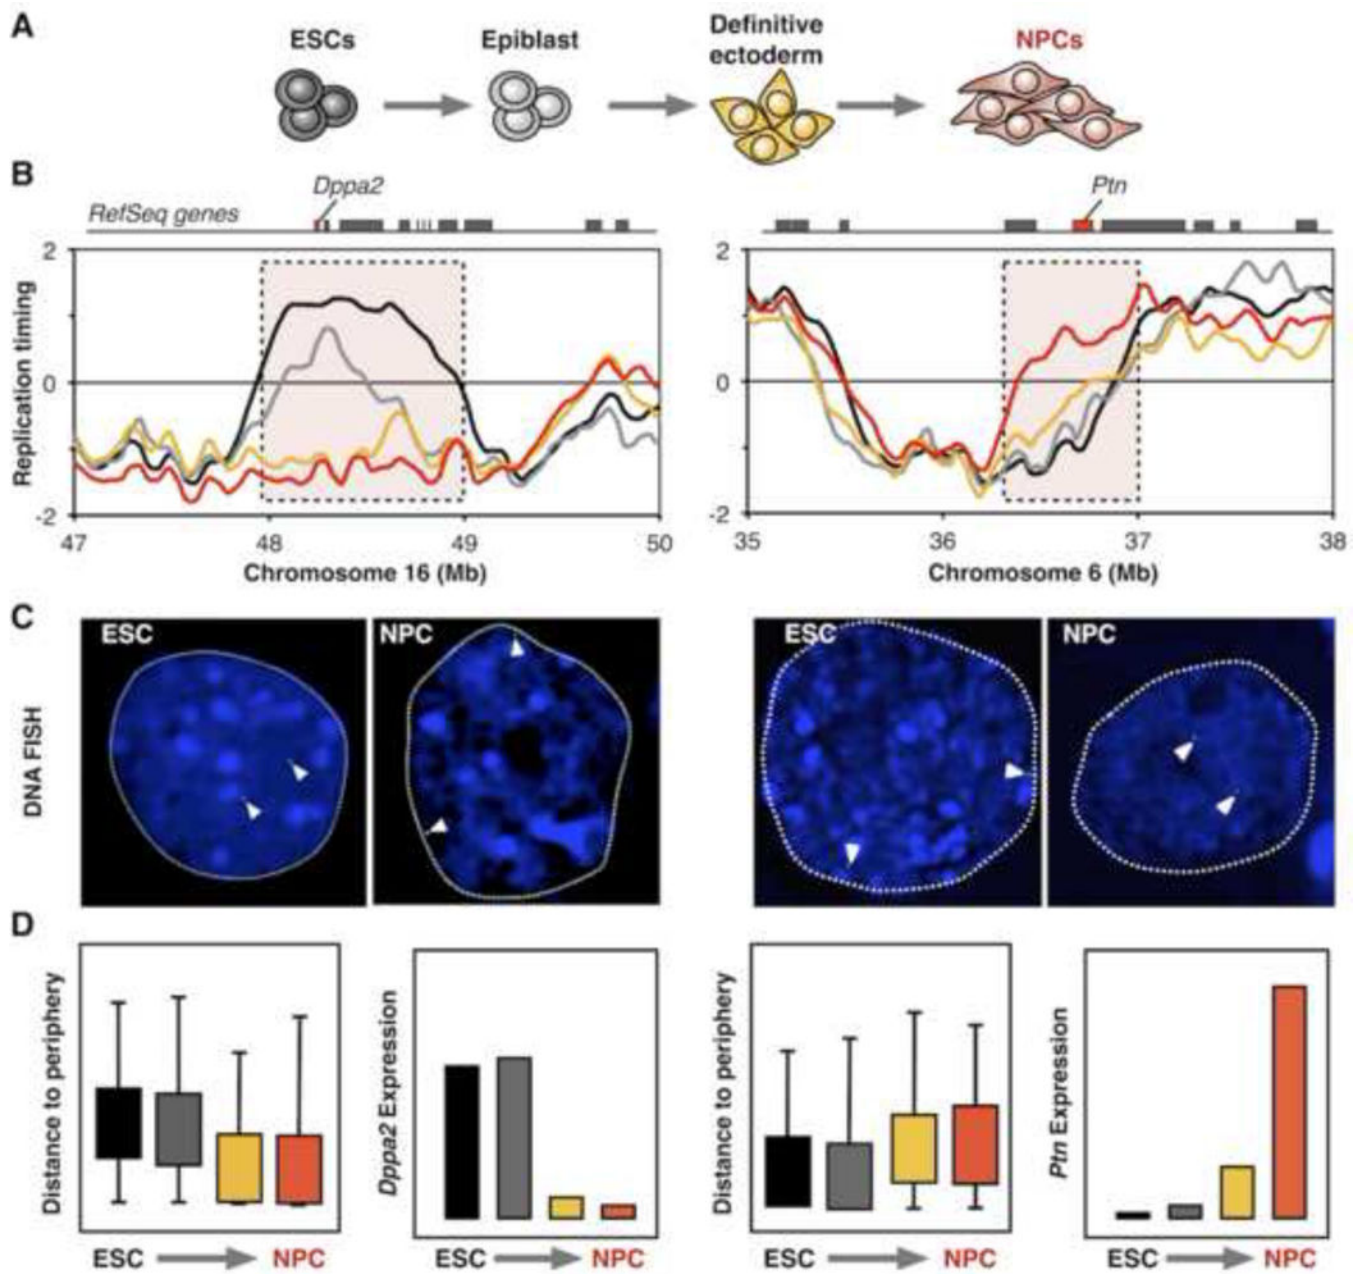 A
ESCs
Epiblast
Definitive
ectoderm
NPCs
B
Dppa2
RefSeq genes
Replication timing
2
0
-2
47
48
49
50
Chromosome 16 (Mb)
Ptn
2
0
-2
35
36
37
38
Chromosome 6 (Mb)
C
DNA FISH
ESC
NPC
ESC
NPC
D
Distance to periphery
ESC
NPC
Dppa2 Expression
ESC
NPC
Distance to periphery
ESC
NPC
Ptn Expression
ESC
NPC